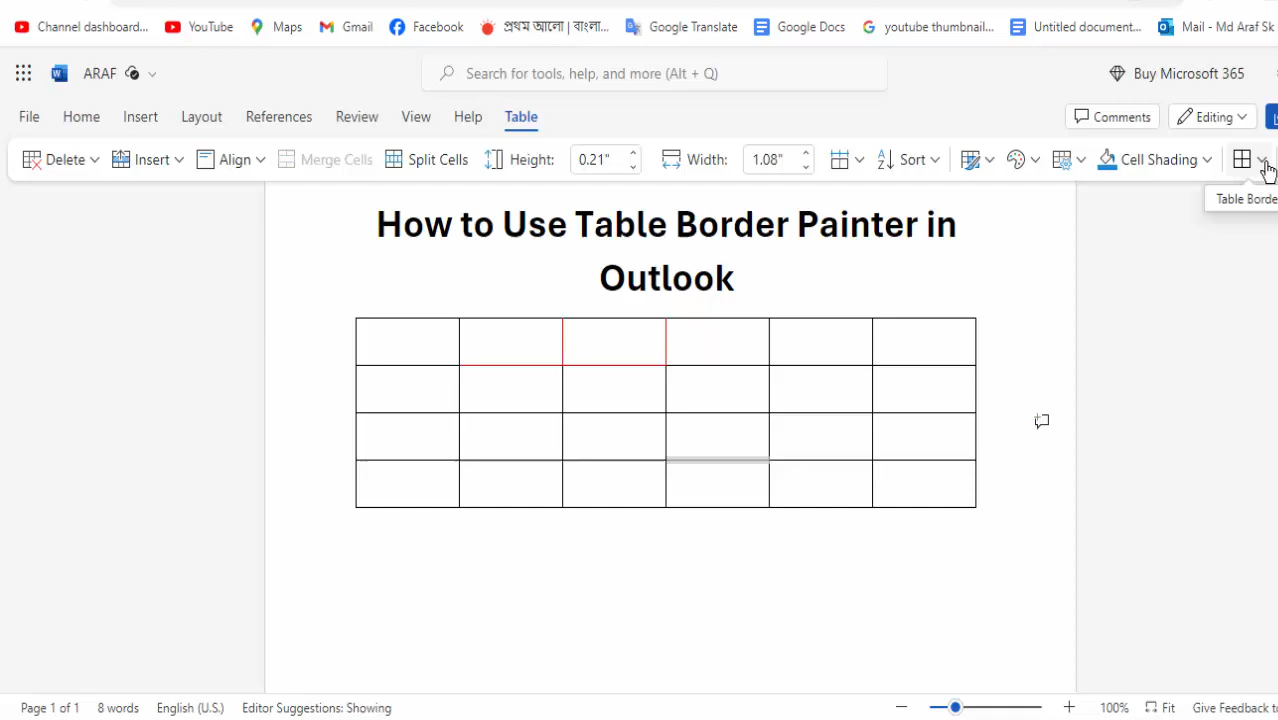 Channel dashboard... YouTube Maps Gmail Facebook প্রথম আলো | বাংলা... Google Translate Google Docs youtube thumbnail... Untitled document... Mail - Md Araf Sk
ARAF Search for tools, help, and more (Alt + Q) Buy Microsoft 365
File Home Insert Layout References Review View Help Table Comments Editing
Delete Insert Align Merge Cells Split Cells Height: 0.21" Width: 1.08" Sort Cell Shading
Table Borde
How to Use Table Border Painter in
Outlook
Page 1 of 1 8 words English (U.S.) Editor Suggestions: Showing 100% Fit Give Feedback to